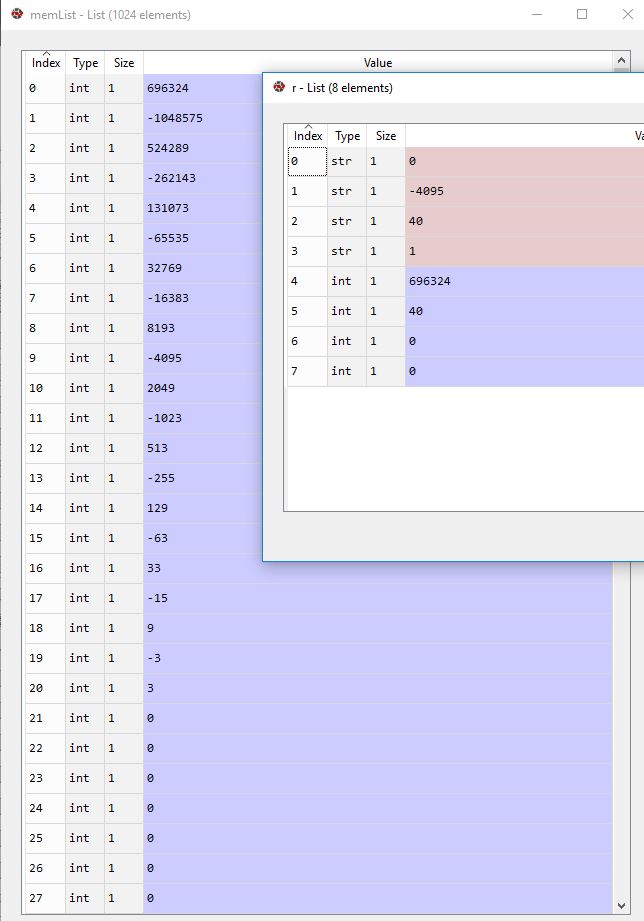 memList - List (1024 elements)
Index Type Size Value
0 int 1 696324
1 int 1 -1048575
2 int 1 524289
3 int 1 -262143
4 int 1 131073
5 int 1 -65535
6 int 1 32769
7 int 1 -16383
8 int 1 8193
9 int 1 -4095
10 int 1 2049
11 int 1 -1023
12 int 1 513
13 int 1 -255
14 int 1 129
15 int 1 -63
16 int 1 33
17 int 1 -15
18 int 1 9
19 int 1 -3
20 int 1 3
21 int 1 0
22 int 1 0
23 int 1 0
24 int 1 0
25 int 1 0
26 int 1 0
27 int 1 0
r - List (8 elements)
Index Type Size Va
0 str 1 0
1 str 1 -4095
2 str 1 40
3 str 1 1
4 int 1 696324
5 int 1 40
6 int 1 0
7 int 1 0